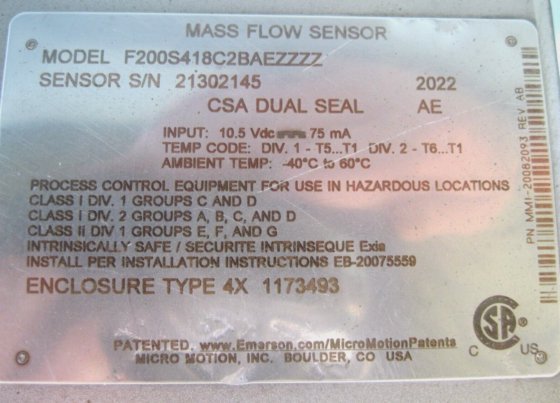 MASS FLOW SENSOR
MODEL F200S418C2BAEZZZZ
SENSOR S/N 21302145 2022
CSA DUAL SEAL AE
INPUT: 10.5 Vdc 75 mA
TEMP CODE: DIV. 1 - T5...T1 DIV. 2 - T6...T1
AMBIENT TEMP: -40°C to 60°C
PROCESS CONTROL EQUIPMENT FOR USE IN HAZARDOUS LOCATIONS
CLASS I DIV. 1 GROUPS C AND D
CLASS I DIV. 2 GROUPS A, B, C, AND D
CLASS II DIV 1 GROUPS E, F, AND G
INTRINSICALLY SAFE / SECURITE INTRINSEQUE Exia
INSTALL PER INSTALLATION INSTRUCTIONS EB-20075559
ENCLOSURE TYPE 4X 1173493
PATENTED. www.Emerson.com/MicroMotionPatents
MICRO MOTION, INC. BOULDER, CO USA
PN MMI-20082093 REV AB
SA
C US